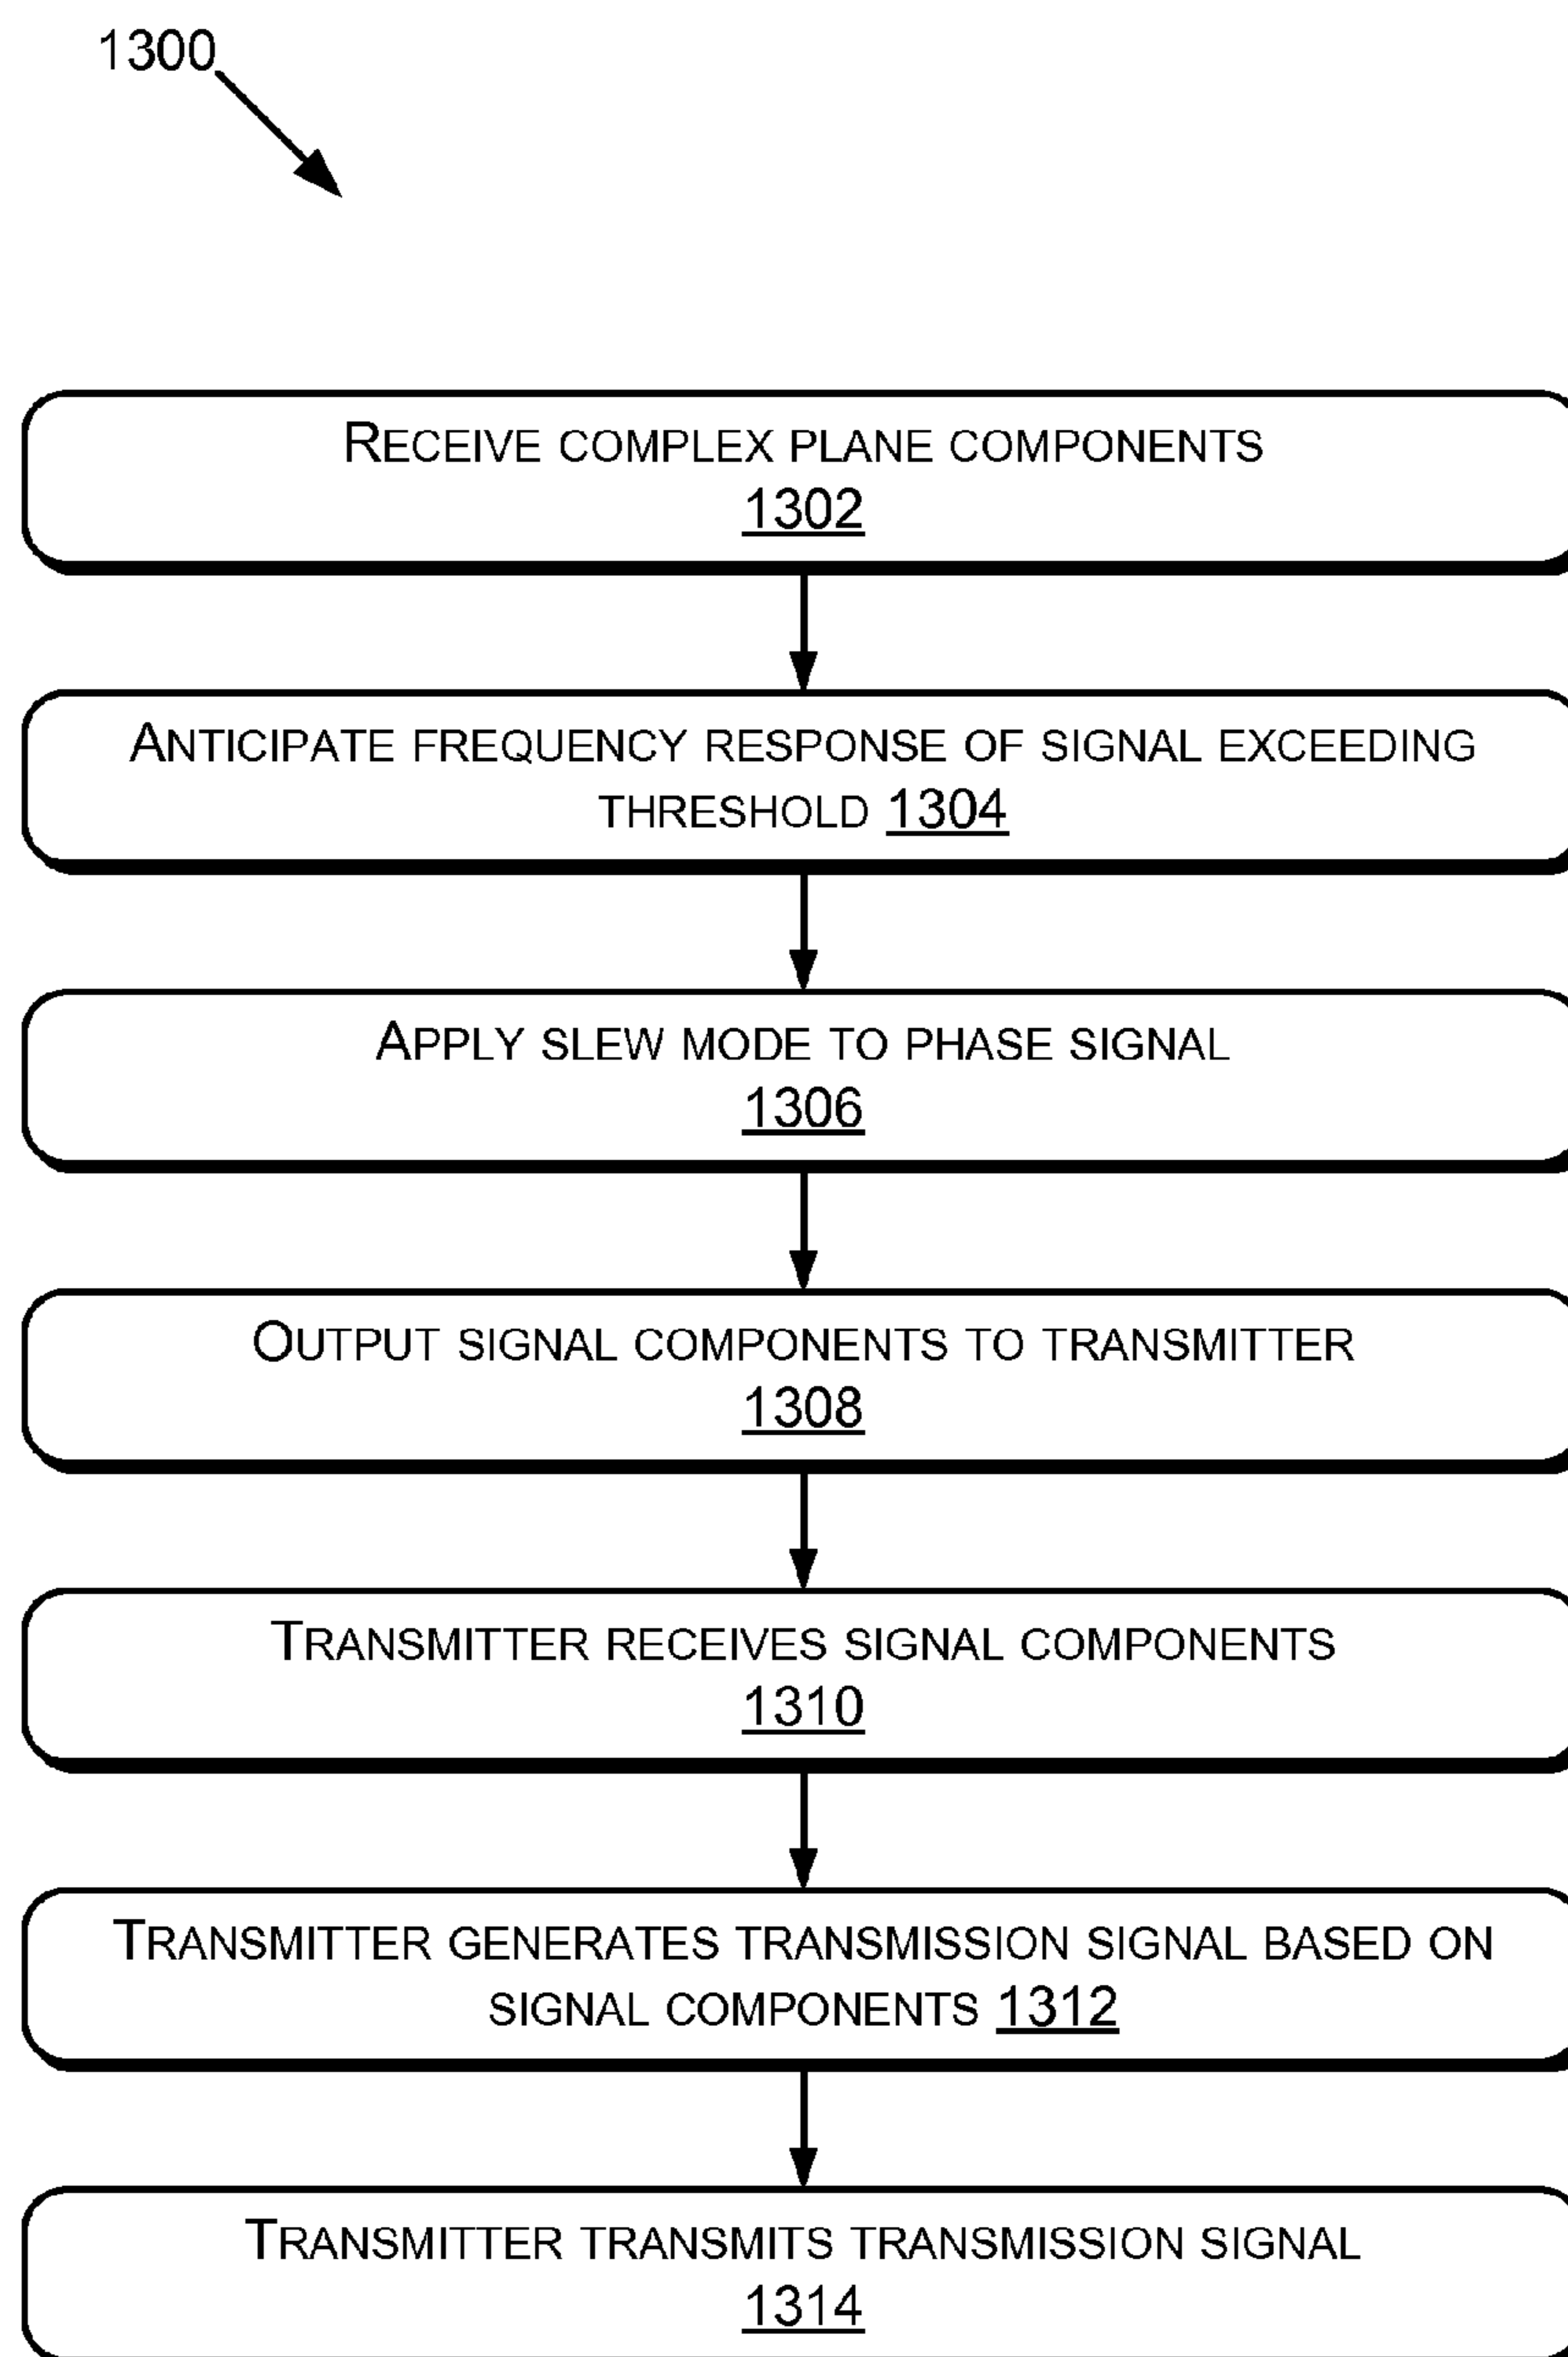 1300
RECEIVE COMPLEX PLANE COMPONENTS
1302
ANTICIPATE FREQUENCY RESPONSE OF SIGNAL EXCEEDING
THRESHOLD 1304
APPLY SLEW MODE TO PHASE SIGNAL
1306
OUTPUT SIGNAL COMPONENTS TO TRANSMITTER
1308
TRANSMITTER RECEIVES SIGNAL COMPONENTS
1310
TRANSMITTER GENERATES TRANSMISSION SIGNAL BASED ON
SIGNAL COMPONENTS 1312
TRANSMITTER TRANSMITS TRANSMISSION SIGNAL
1314